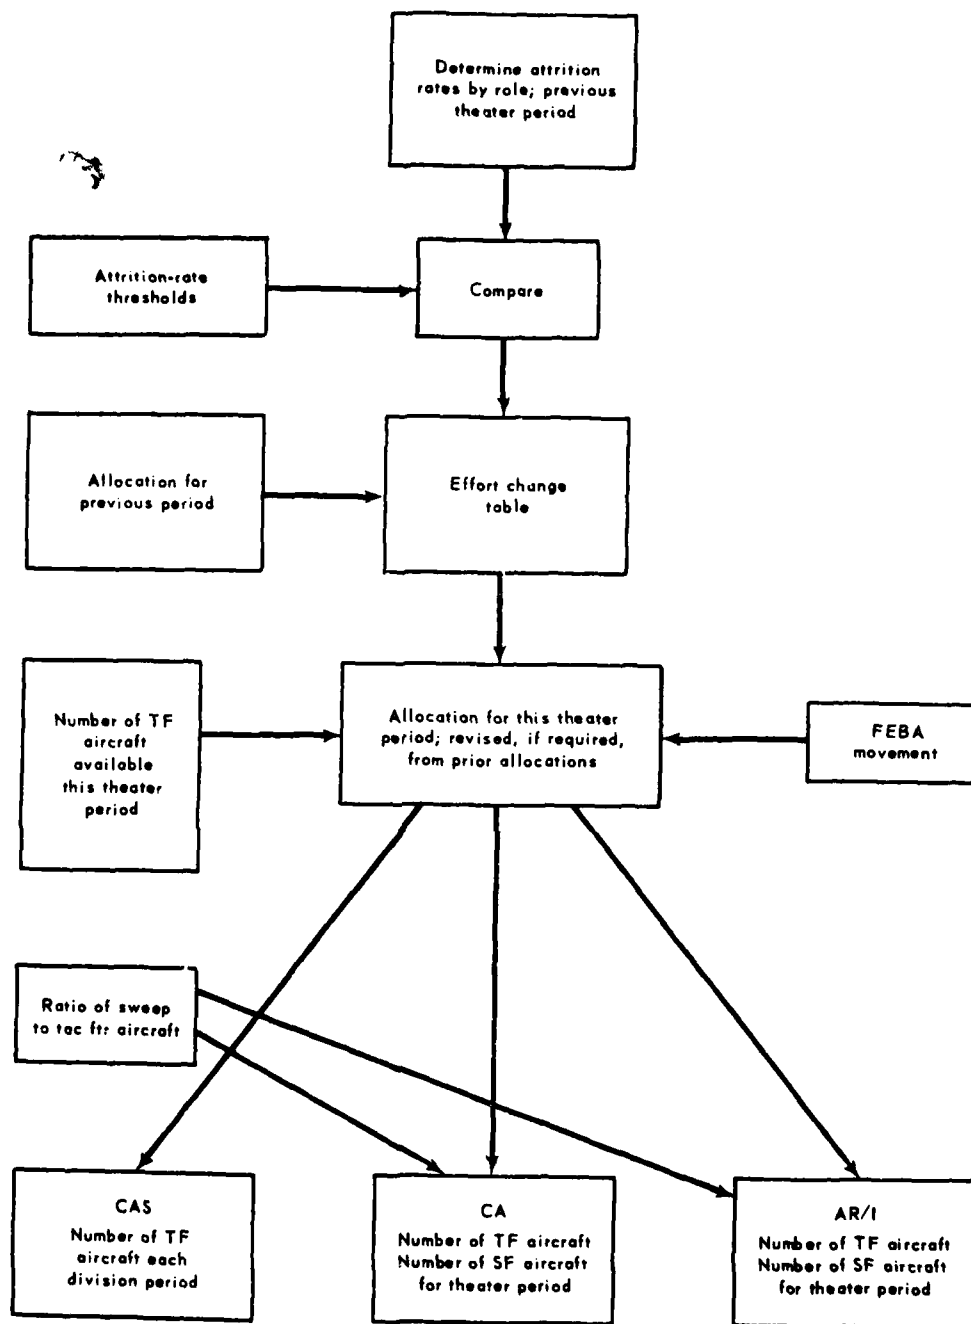 Determine attrition
rates by role; previous
theater period
Attrition-rate
thresholds
Compare
Allocation for
previous period
Effort change
table
Number of TF
aircraft
available
this theater
period
Allocation for this theater
period; revised, if required,
from prior allocations
FEBA
movement
Ratio of sweep
to tac ftr aircraft
CAS
Number of TF
aircraft each
division period
CA
Number of TF aircraft
Number of SF aircraft
for theater period
AR/I
Number of TF aircraft
Number of SF aircraft
for theater period